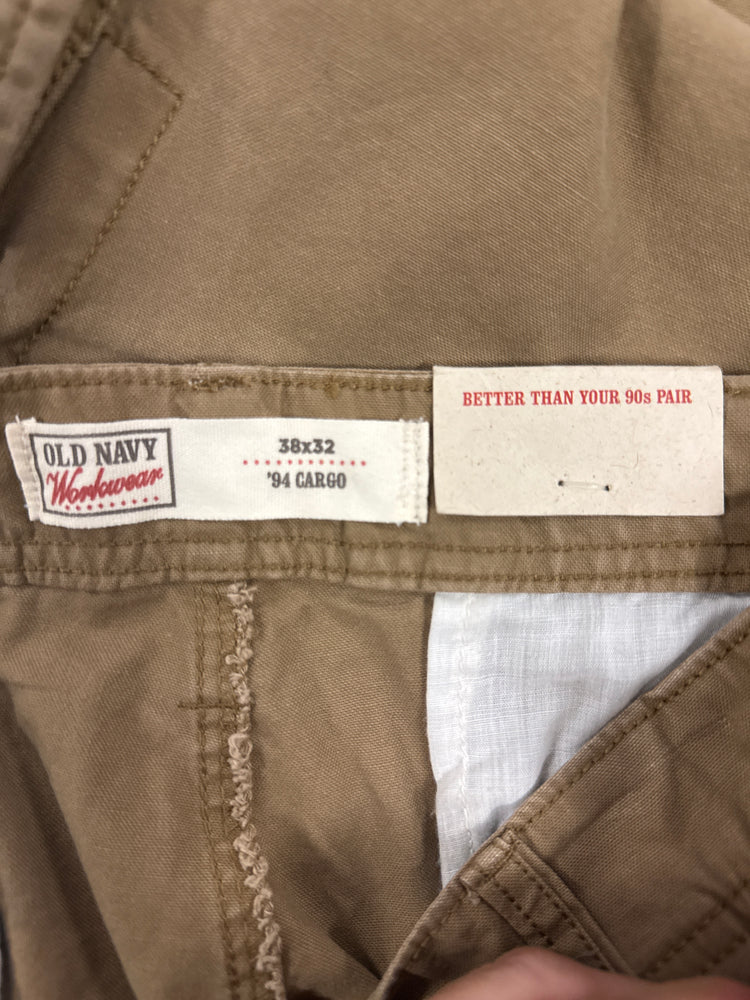 OLD NAVY
Workwear
38x32
'94 CARGO
BETTER THAN YOUR 90s PAIR